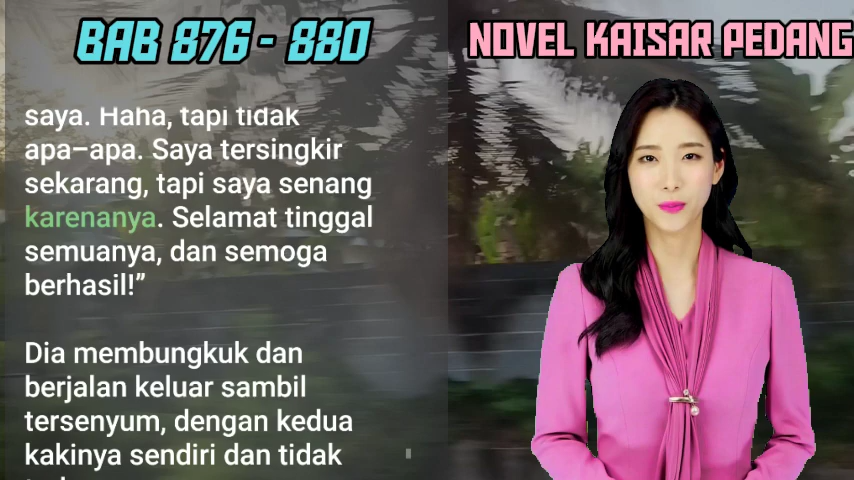 BAB 876 - 880
NOVEL KAISAR PEDANG
saya. Haha, tapi tidak
apa–apa. Saya tersingkir
sekarang, tapi saya senang
karenanya. Selamat tinggal
semuanya, dan semoga
berhasil!”
Dia membungkuk dan
berjalan keluar sambil
tersenyum, dengan kedua
kakinya sendiri dan tidak